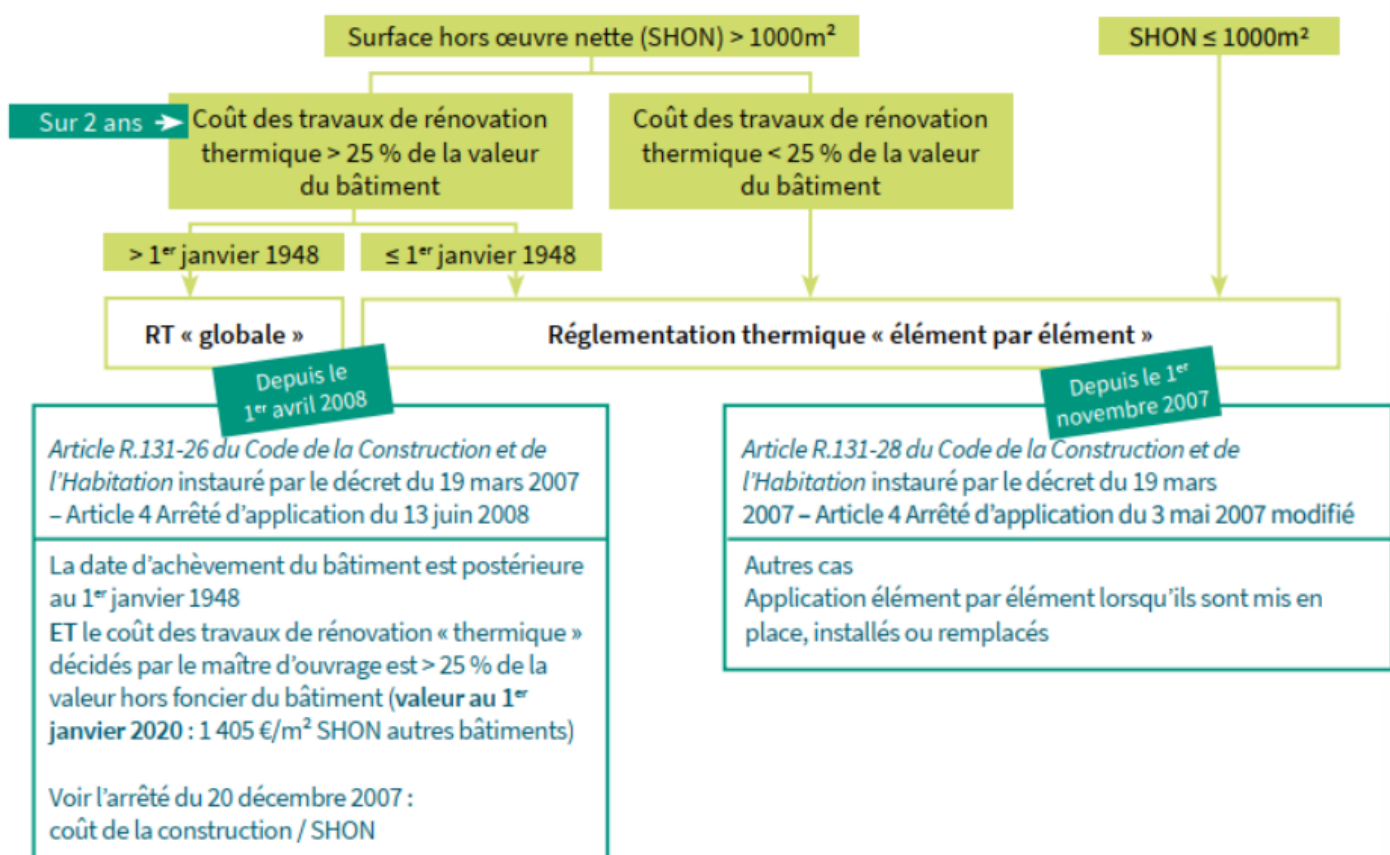 Surface hors œuvre nette (SHON) > 1000m²
SHON ≤ 1000m²
Sur 2 ans
Coût des travaux de rénovation
thermique > 25 % de la valeur
du bâtiment
Coût des travaux de rénovation
thermique < 25 % de la valeur
du bâtiment
> 1er janvier 1948
≤ 1er janvier 1948
RT « globale »
Réglementation thermique « élément par élément »
Depuis le
1er avril 2008
Article R.131-26 du Code de la Construction et de
l’Habitation instauré par le décret du 19 mars 2007
– Article 4 Arrêté d’application du 13 juin 2008
La date d’achèvement du bâtiment est postérieure
au 1er janvier 1948
ET le coût des travaux de rénovation « thermique »
décidés par le maître d’ouvrage est > 25 % de la
valeur hors foncier du bâtiment (valeur au 1er
janvier 2020 : 1 405 €/m² SHON autres bâtiments)
Voir l’arrêté du 20 décembre 2007 :
coût de la construction / SHON
Depuis le 1er
novembre 2007
Article R.131-28 du Code de la Construction et de
l’Habitation instauré par le décret du 19 mars
2007 – Article 4 Arrêté d’application du 3 mai 2007 modifié
Autres cas
Application élément par élément lorsqu’ils sont mis en
place, installés ou remplacés